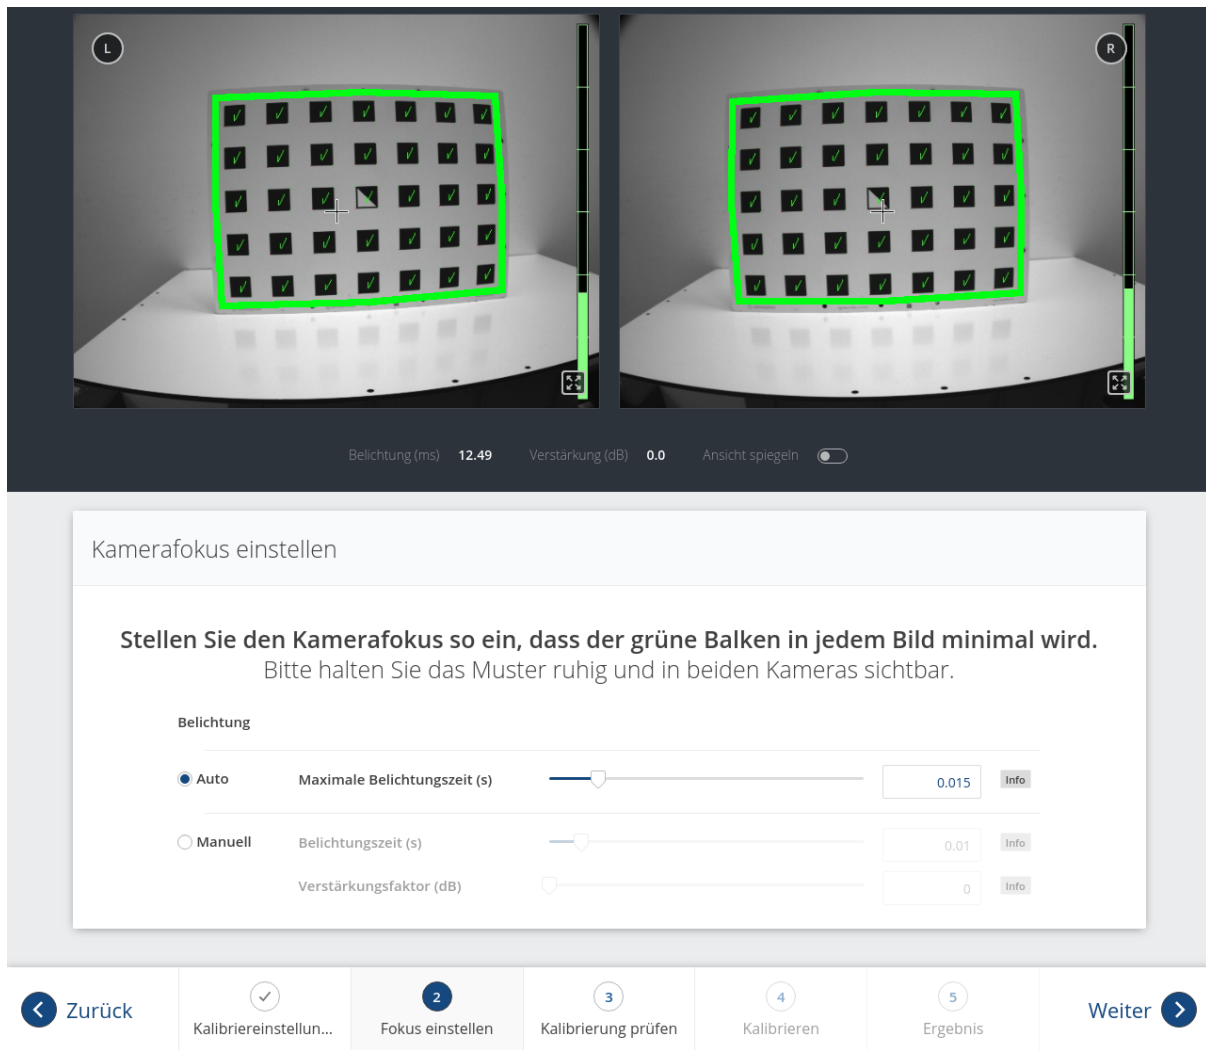 L
R
Belichtung (ms) 12.49 Verstärkung (dB) 0.0 Ansicht spiegeln
Kamerafokus einstellen
Stellen Sie den Kamerafokus so ein, dass der grüne Balken in jedem Bild minimal wird.
Bitte halten Sie das Muster ruhig und in beiden Kameras sichtbar.
Belichtung
Auto Maximale Belichtungszeit (s) 0.015 Info
Manuell Belichtungszeit (s) 0.01 Info
Verstärkungsfaktor (dB) 0 Info
Zurück
Kalibriereinstellun...
2
Fokus einstellen
3
Kalibrierung prüfen
4
Kalibrieren
5
Ergebnis
Weiter